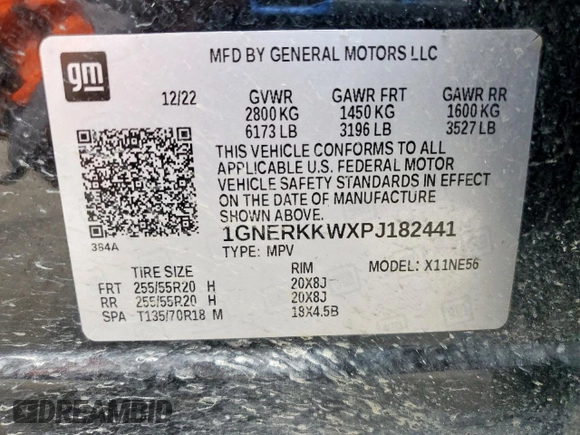 gm
MFD BY GENERAL MOTORS LLC
12/22 GVWR GAWR FRT GAWR RR
2800 KG 1450 KG 1600 KG
6173 LB 3196 LB 3527 LB
THIS VEHICLE CONFORMS TO ALL
APPLICABLE U.S. FEDERAL MOTOR
VEHICLE SAFETY STANDARDS IN EFFECT
ON THE DATE OF MANUFACTURE
SHOWN ABOVE.
384A
1GNERKKWXPJ182441
TYPE: MPV MODEL: X11NE56
TIRE SIZE RIM
FRT 255/55R20 H 20X8J
RR 255/55R20 H 20X8J
SPA T135/70R18 M 18X4.5B
DREAMBID